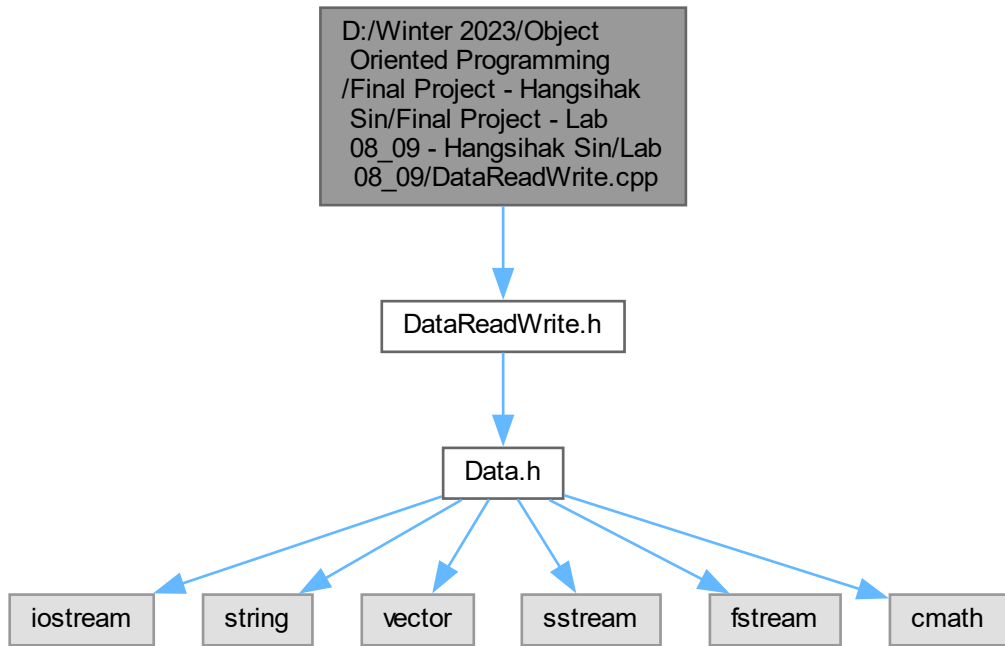 D:/Winter 2023/Object
Oriented Programming
/Final Project - Hangsihak
Sin/Final Project - Lab
08_09 - Hangsihak Sin/Lab
08_09/DataReadWrite.cpp
DataReadWrite.h
Data.h
iostream
string
vector
sstream
fstream
cmath